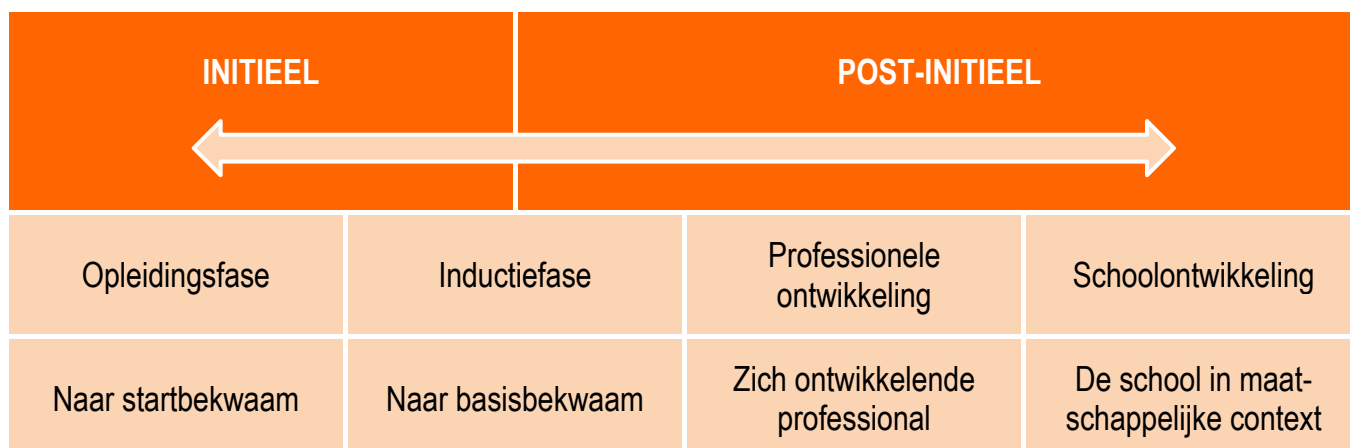 INITIEEL
POST-INITIEEL
Opleidingsfase
Inductiefase
Professionele
ontwikkeling
Schoolontwikkeling
Naar startbekwaam
Naar basisbekwaam
Zich ontwikkelende
professional
De school in maat-
schappelijke context